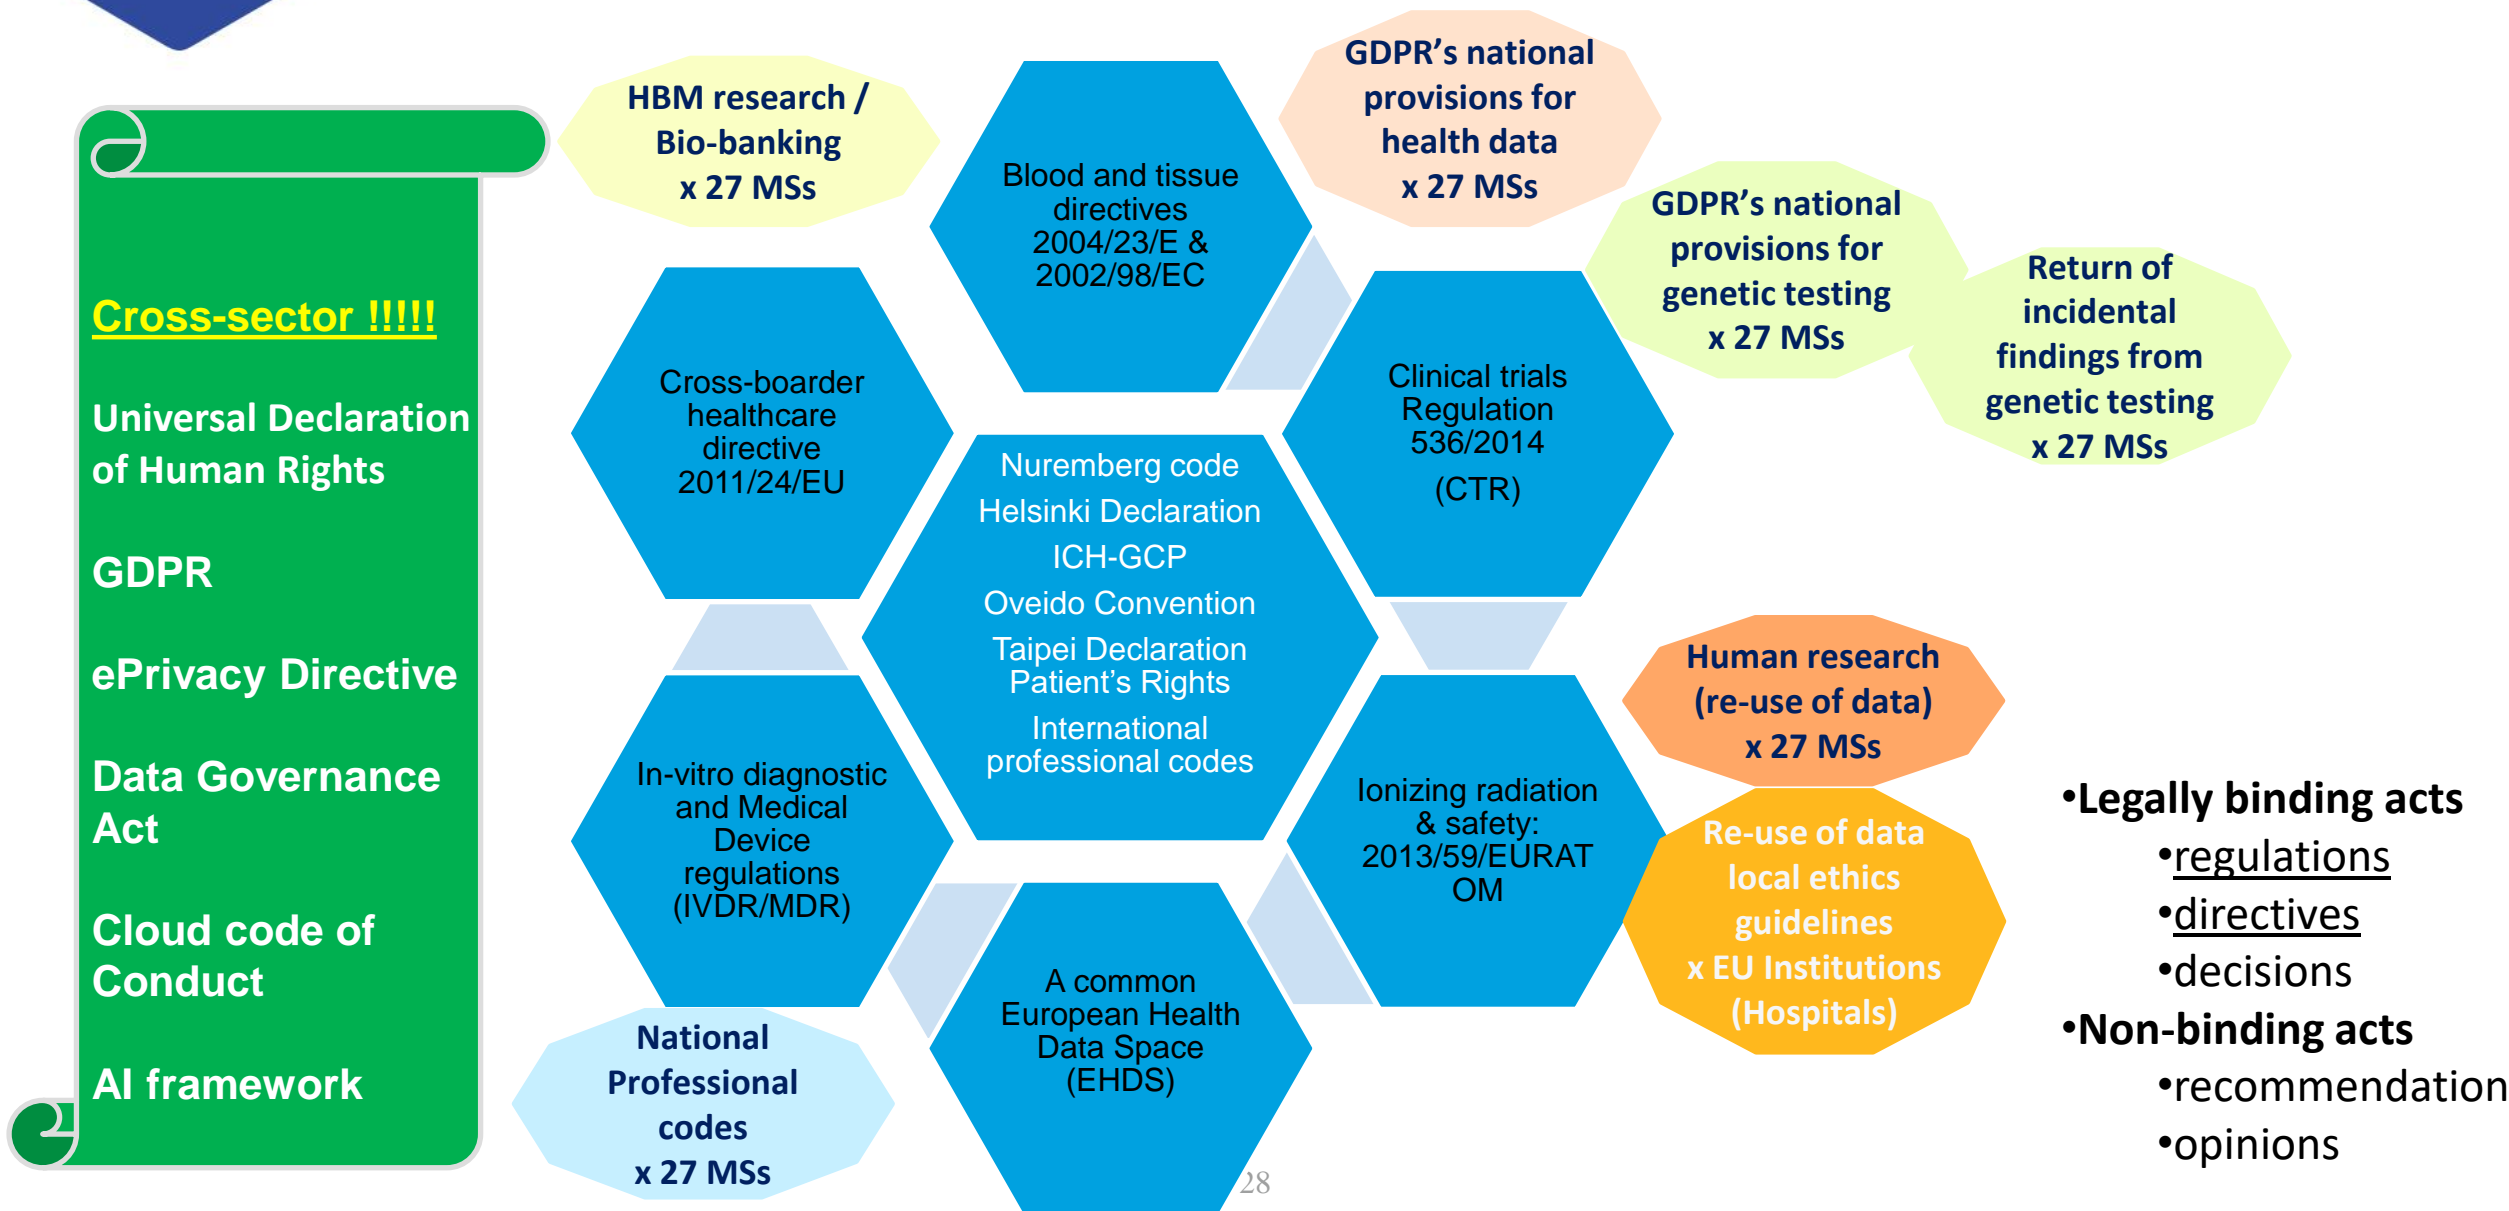 Cross-sector !!!!!
Universal Declaration
of Human Rights
GDPR
ePrivacy Directive
Data Governance
Act
Cloud code of
Conduct
AI framework
HBM research /
Bio-banking
x 27 MSs
Blood and tissue
directives
2004/23/E &
2002/98/EC
GDPR’s national
provisions for
health data
x 27 MSs
GDPR’s national
provisions for
genetic testing
x 27 MSs
Return of
incidental
findings from
genetic testing
x 27 MSs
Cross-boarder
healthcare
directive
2011/24/EU
Clinical trials
Regulation
536/2014
(CTR)
Nuremberg code
Helsinki Declaration
ICH-GCP
Oveido Convention
Taipei Declaration
Patient’s Rights
International
professional codes
In-vitro diagnostic
and Medical
Device
regulations
(IVDR/MDR)
Ionizing radiation
& safety:
2013/59/EURAT
OM
Human research
(re-use of data)
x 27 MSs
Re-use of data
local ethics
guidelines
x EU Institutions
(Hospitals)
A common
European Health
Data Space
(EHDS)
National
Professional
codes
x 27 MSs
•Legally binding acts
•regulations
•directives
•decisions
•Non-binding acts
•recommendation
•opinions
28